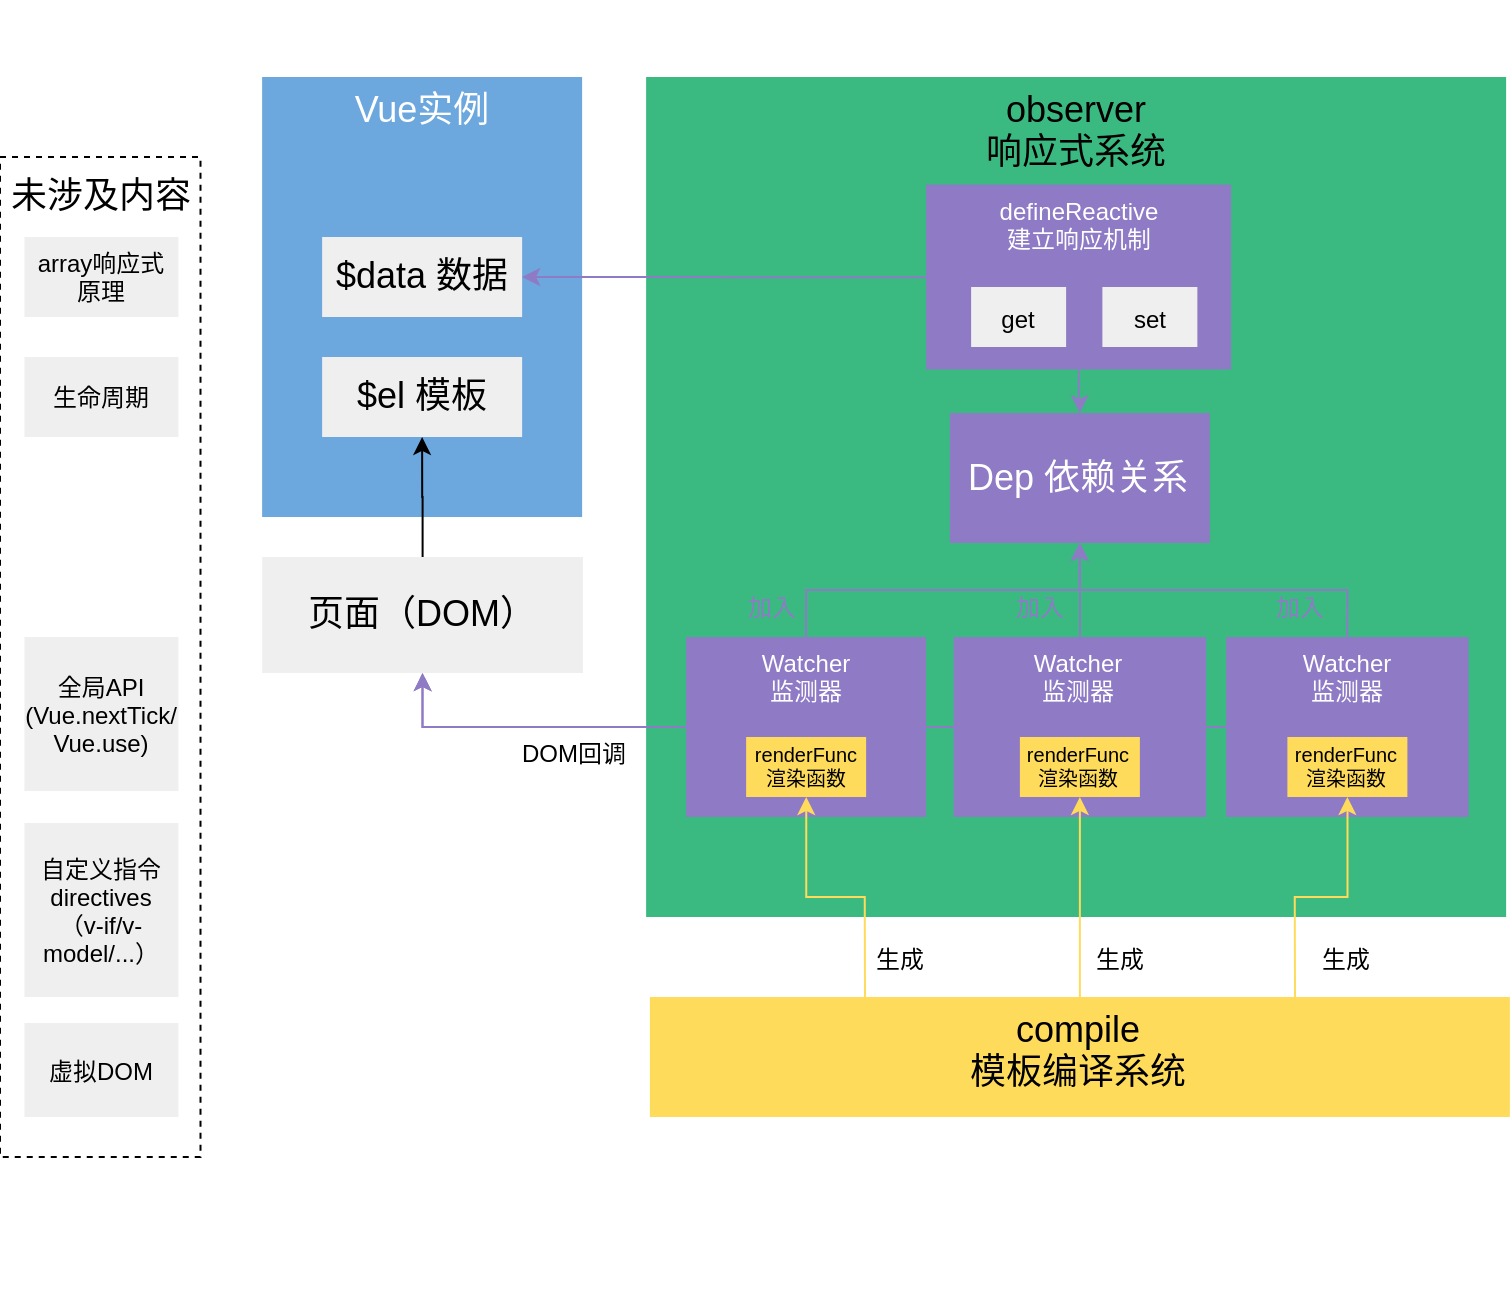 未涉及内容
array响应式
原理
生命周期
全局API
(Vue.nextTick/
Vue.use)
自定义指令
directives
（v-if/v-
model/...）
虚拟DOM
Vue实例
$data 数据
$el 模板
页面（DOM）
DOM回调
observer
响应式系统
defineReactive
建立响应机制
get
set
Dep 依赖关系
加入
加入
加入
Watcher
监测器
renderFunc
渲染函数
Watcher
监测器
renderFunc
渲染函数
Watcher
监测器
renderFunc
渲染函数
生成
生成
生成
compile
模板编译系统